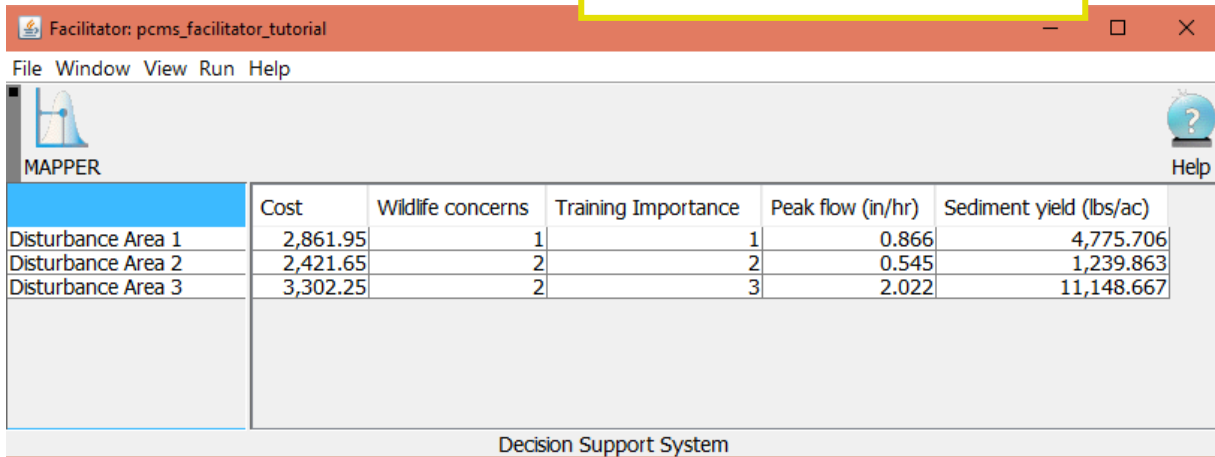 Facilitator: pcms_facilitator_tutorial
File Window View Run Help
?
MAPPER Help
Cost Wildlife concerns Training Importance Peak flow (in/hr) Sediment yield (lbs/ac)
Disturbance Area 1 2,861.95 1 1 0.866 4,775.706
Disturbance Area 2 2,421.65 2 2 0.545 1,239.863
Disturbance Area 3 3,302.25 2 3 2.022 11,148.667
Decision Support System